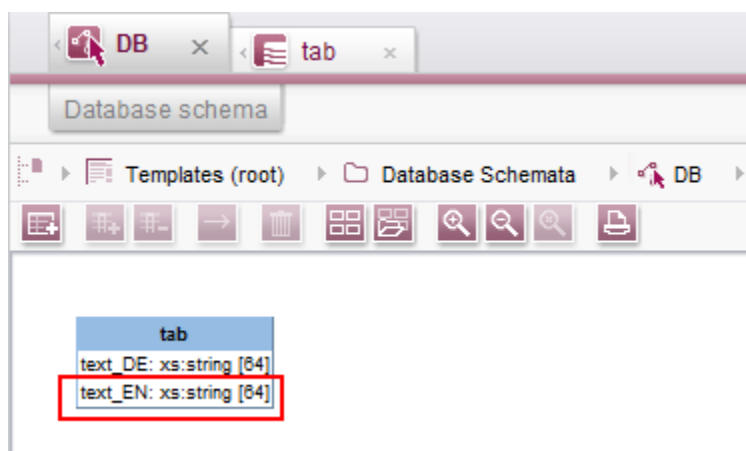 DB
tab
Database schema
Templates (root) Database Schemata DB
tab
text_DE: xs:string [64]
text_EN: xs:string [64]